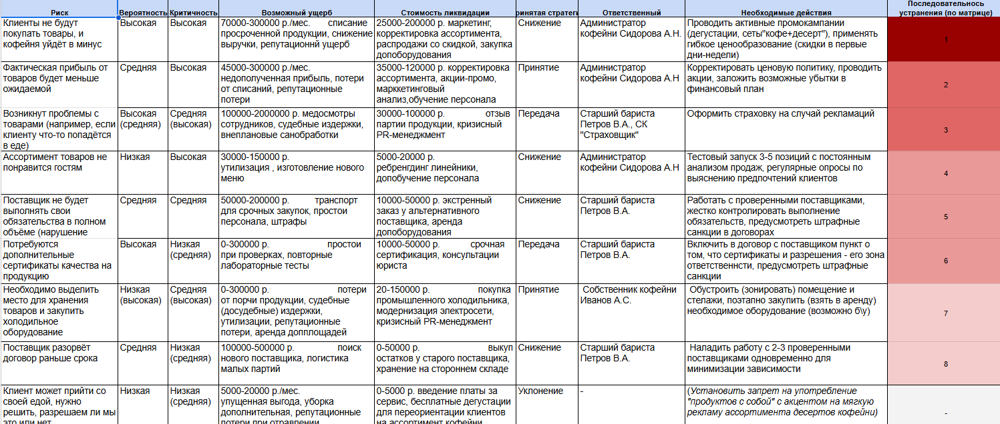 Риск Вероятность Критичность Возможный ущерб Стоимость ликвидации ринятая стратеги Ответственный Необходимые действия Последовательнось
устранения (по матрице)
Клиенты не будут
покупать товары, и
кофейня уйдёт в минус
Высокая
Высокая
70000-300000 р./мес. списание
просроченной продукции, снижение
выручки, репутационнй ущерб
25000-200000 р. маркетинг,
корректировка ассортимента,
распродажи со скидкой, закупка
допоборудования
Снижение
Администратор
кофейни Сидорова А.Н.
Проводить активные промокампании
(дегустации, сеты"кофе+десерт"), применять
гибкое ценообразование (скидки в первые
дни-недели)
1
Фактическая прибыль от
товаров будет меньше
ожидаемой
Средняя
Высокая
45000-300000 р./мес.
недополученная прибыль, потери
от списаний, репутационные
потери
35000-120000 р. корректировка
ассортимента, акции-промо,
марккетинговый
анализ,обучение персонала
Принятие
Администратор
кофейни Сидорова А.Н
Корректировать ценовую политику, проводить
акции, заложить возможные убытки в
финансовый план
2
Возникнут проблемы с
товарами (например, если
клиенту что-то попадётся
в еде)
Высокая
(средняя)
Средняя
(высокая)
100000-2000000 р. медосмотры
сотрудников, судебные издержки,
внеплановые санобработки
30000-100000 р. отзыв
партии продукции, кризисный
PR-менеджмент
Передача
Старший бариста
Петров В.А., СК
"Страховщик"
Оформить страховку на случай рекламаций
3
Ассортимент товаров не
понравится гостям
Низкая
Высокая
30000-150000 р.
утилизация , изготовление нового
меню
5000-20000 р.
ребренгдинг линейники,
допобучение персонала
Снижение
Администратор
кофейни Сидорова А.Н
Тестовый запуск 3-5 позиций с постоянным
анализом продаж, регулярные опросы по
выяснению предпочтений клиентов
4
Поставщик не будет
выполнять свои
обязательства в полном
объёме (нарушение
Средняя
Средняя
50000-200000 р. транспорт
для срочных закупок, простои
персонала, штрафы
10000-50000 р. экстренный
заказ у альтернативного
поставщика, аренда
допоборудования
Снижение
Старший бариста
Петров В.А.
Работать с проверенными поставщиками,
жестко контролировать выполнение
обязательств, предусмотреть штрафные
санкции в договорах
5
Потребуются
дополнительные
сертификаты качества на
продукцию
Высокая
Низкая
(средняя)
0-300000 р. простои
при проверках, повторные
лабораторные тесты
10000-50000 р. срочная
сертификация, консультации
юриста
Передача
Старший бариста
Петров В.А.
Включить в договор с поставщиком пункт о
том, что сертификаты и разрешения - его зона
ответственнсти, предусмотреть штрафные
санкции
6
Необходимо выделить
место для хранения
товаров и закупить
холодильное
оборудование
Низкая
(высокая)
Средняя
(высокая)
0-300000 р. потери
от порчи продукции, судебные
(досудебные) издержки,
утилизации, репутационные
потери, аренда допплощадей
20-150000 р. покупка
промышленного холодильника,
модернизация электросети,
кризисный PR-менеджмент
Принятие
Собственник кофейни
Иванов А.С.
Обустроить (зонировать) помещение и
стелажи, поэтапно закупить (взять в аренду)
необходимое оборудование (возможно б\у)
7
Поставщик разорвёт
договор раньше срока
Средняя
Низкая
(средняя)
100000-500000 р. поиск
нового поставщика, логистика
малых партий
0-50000 р. выкуп
остатков у старого поставщика,
хранение на стороннем складе
Снижение
Старший бариста
Петров В.А.
Наладить работу с 2-3 проверенными
поставщиками одновременно для
минимизации зависимости
8
Клиент может прийти со
своей едой, нужно
решить, разрешаем ли мы
это или нет
Низкая
Низкая
(средняя)
5000-20000 р./мес.
упущенная выгода, уборка
дополнительная, репутационные
потери при отравлении
0-5000 р. введение платы за
сервис, бесплатные дегустации
для переориентации клиентов
на ассортимент кофейни
Уклонение
-
(Установить запрет на употребление
"продуктов с собой" с акцентом на мягкую
рекламу ассортимента десертов кофейни)
-